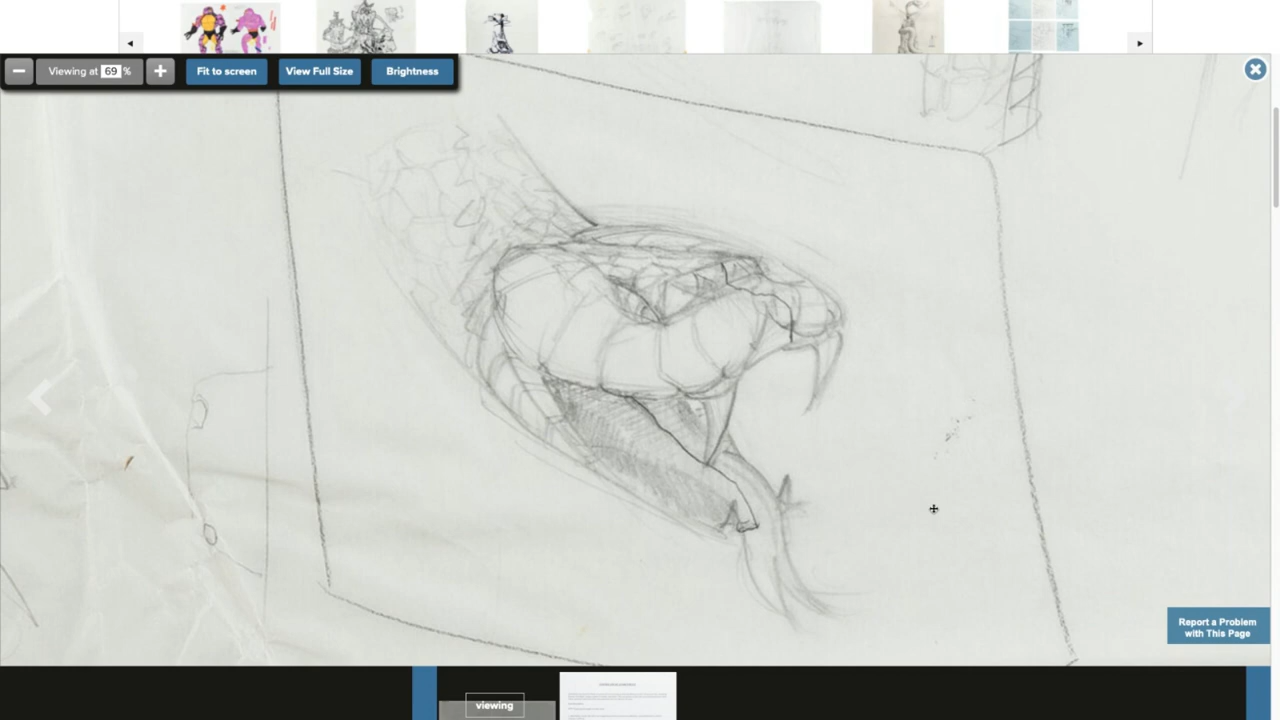 Viewing at 69 %
Fit to screen
View Full Size
Brightness
Report a Problem
with This Page
viewing